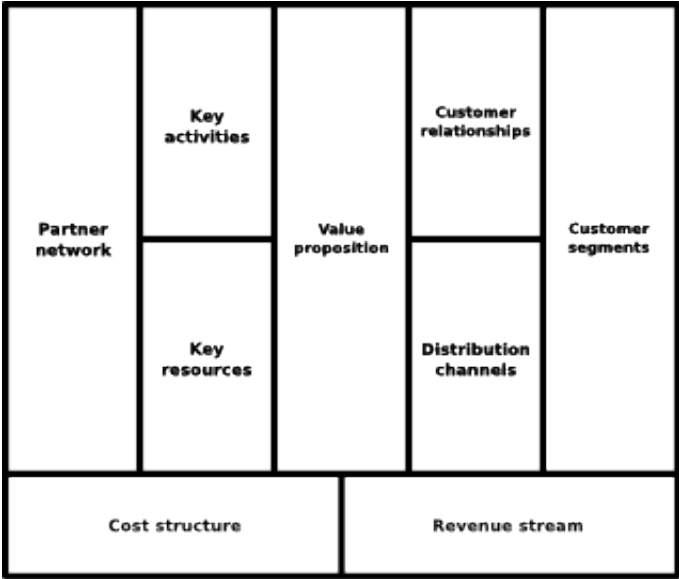 Partner
network
Key
activities
Key
resources
Value
proposition
Customer
relationships
Distribution
channels
Customer
segments
Cost structure
Revenue stream